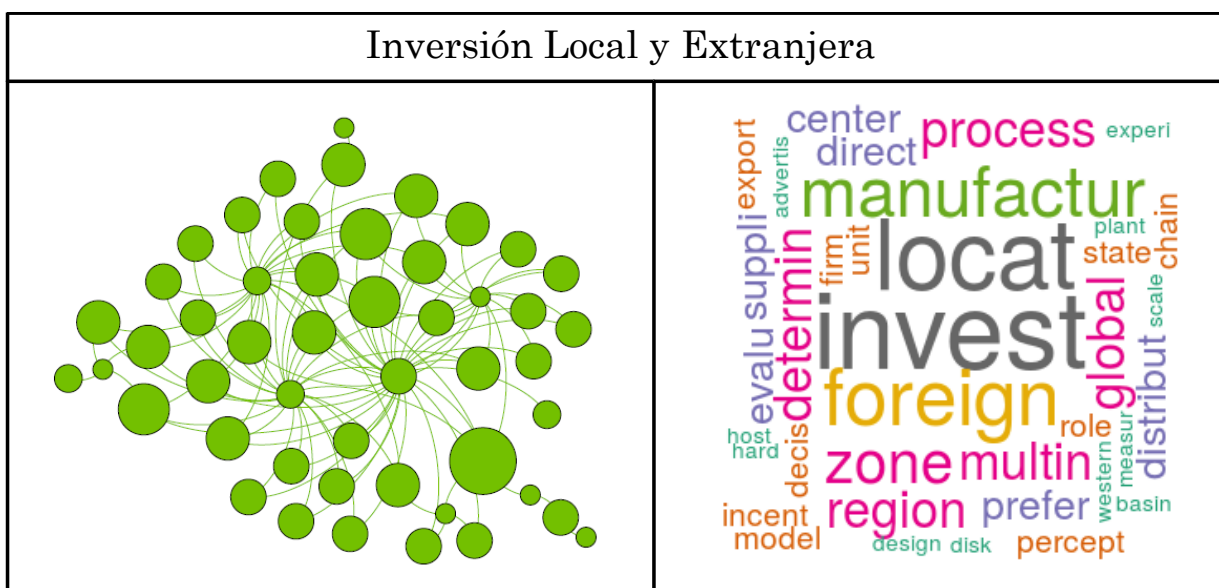 Inversión Local y Extranjera
center
process
experi
export
advertis
direct
manufactur
locat
plant
state
chain
suppli
determin
firm
unit
invest
global
scale
evalu
foreign
distribut
role
host
hard
decis
zone
multin
measur
western
basin
incent
model
region
prefer
design
disk
percept